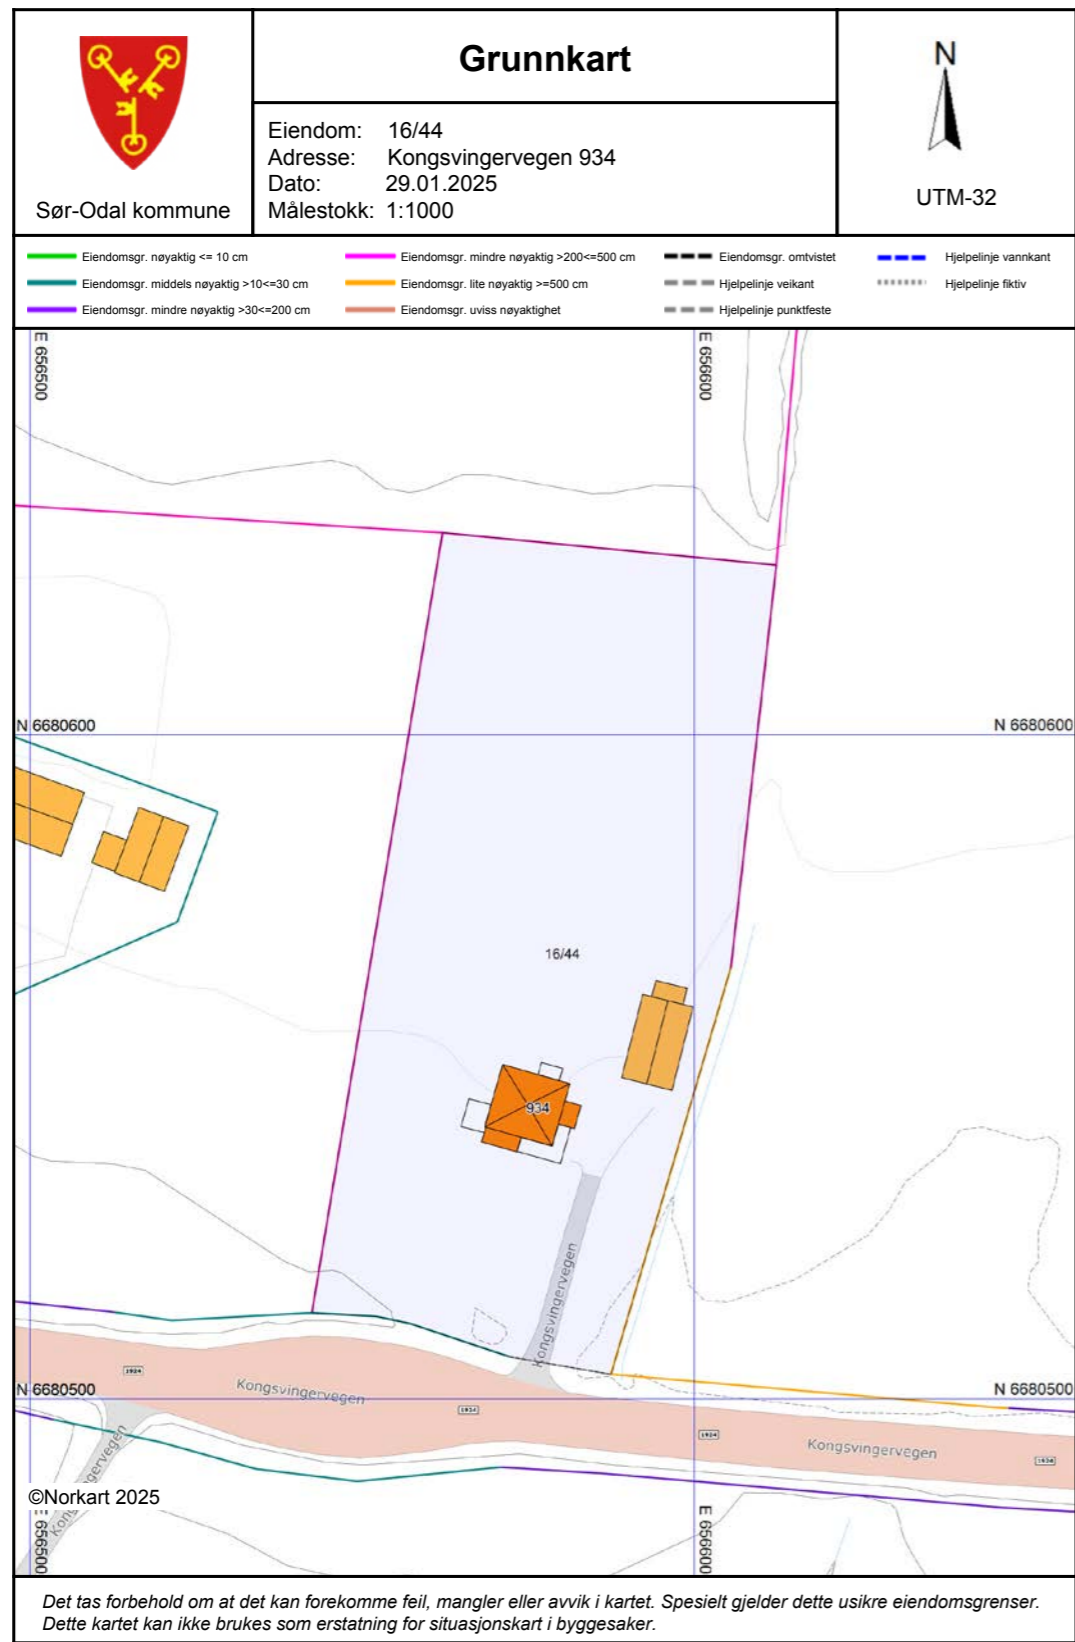 Grunnkart
Sør-Odal kommune
Eiendom: 16/44
Adresse: Kongsvingervegen 934
Dato: 29.01.2025
Målestokk: 1:1000
N
UTM-32
Eiendomsgr. nøyaktig <= 10 cm
Eiendomsgr. middels nøyaktig >10<=30 cm
Eiendomsgr. mindre nøyaktig >30<=200 cm
Eiendomsgr. mindre nøyaktig >200<=500 cm
Eiendomsgr. lite nøyaktig >=500 cm
Eiendomsgr. uviss nøyaktighet
Eiendomsgr. omtvistet
Hjelpelinje veikant
Hjelpelinje punktfeste
Hjelpelinje vannkant
Hjelpelinje fiktiv
E 656500
E 656600
N 6680600
N 6680600
16/44
934
Kongsvingervegen
1924
Kongsvingervegen
N 6680500
N 6680500
1924
1924
Kongsvingervegen
1924
Kongsvingervegen
©Norkart 2025
E 656500
E 656600
Det tas forbehold om at det kan forekomme feil, mangler eller avvik i kartet. Spesielt gjelder dette usikre eiendomsgrenser.
Dette kartet kan ikke brukes som erstatning for situasjonskart i byggesaker.